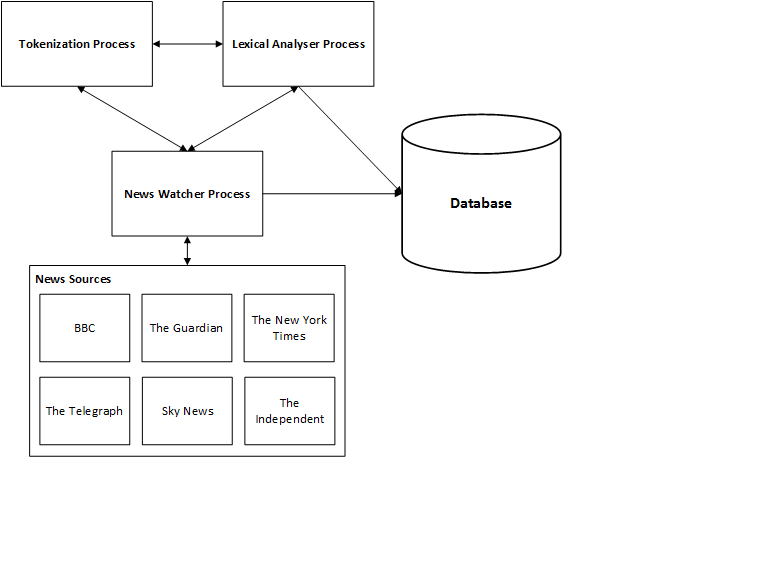 Tokenization Process
Lexical Analyser Process
News Watcher Process
Database
News Sources
BBC
The Guardian
The New York
Times
The Telegraph
Sky News
The
Independent